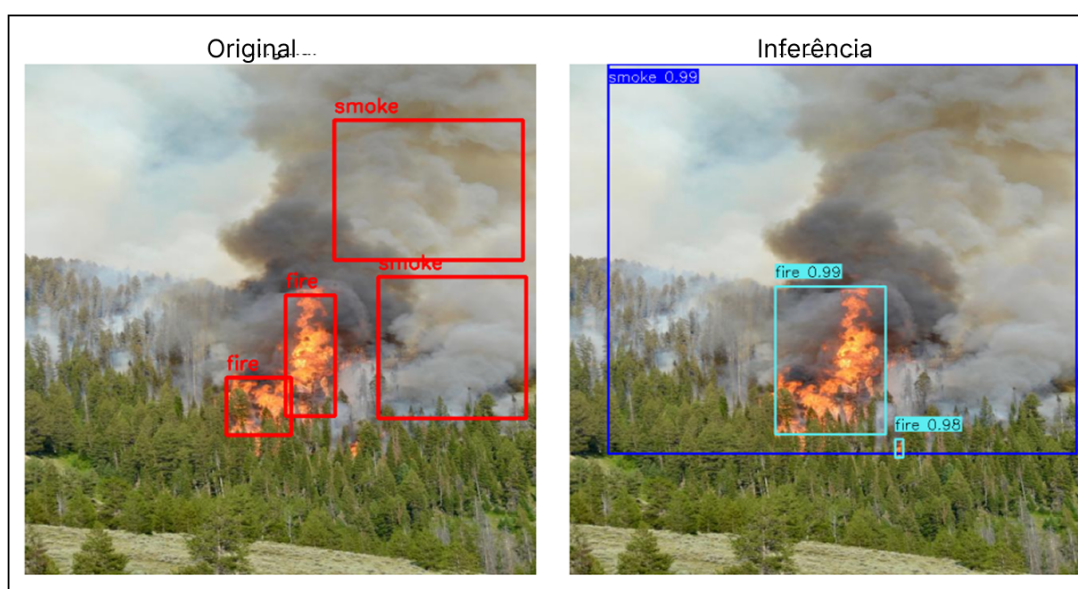 Original
Inferência
smoke
smoke
fire
fire
smoke 0.99
fire 0.99
fire 0.98